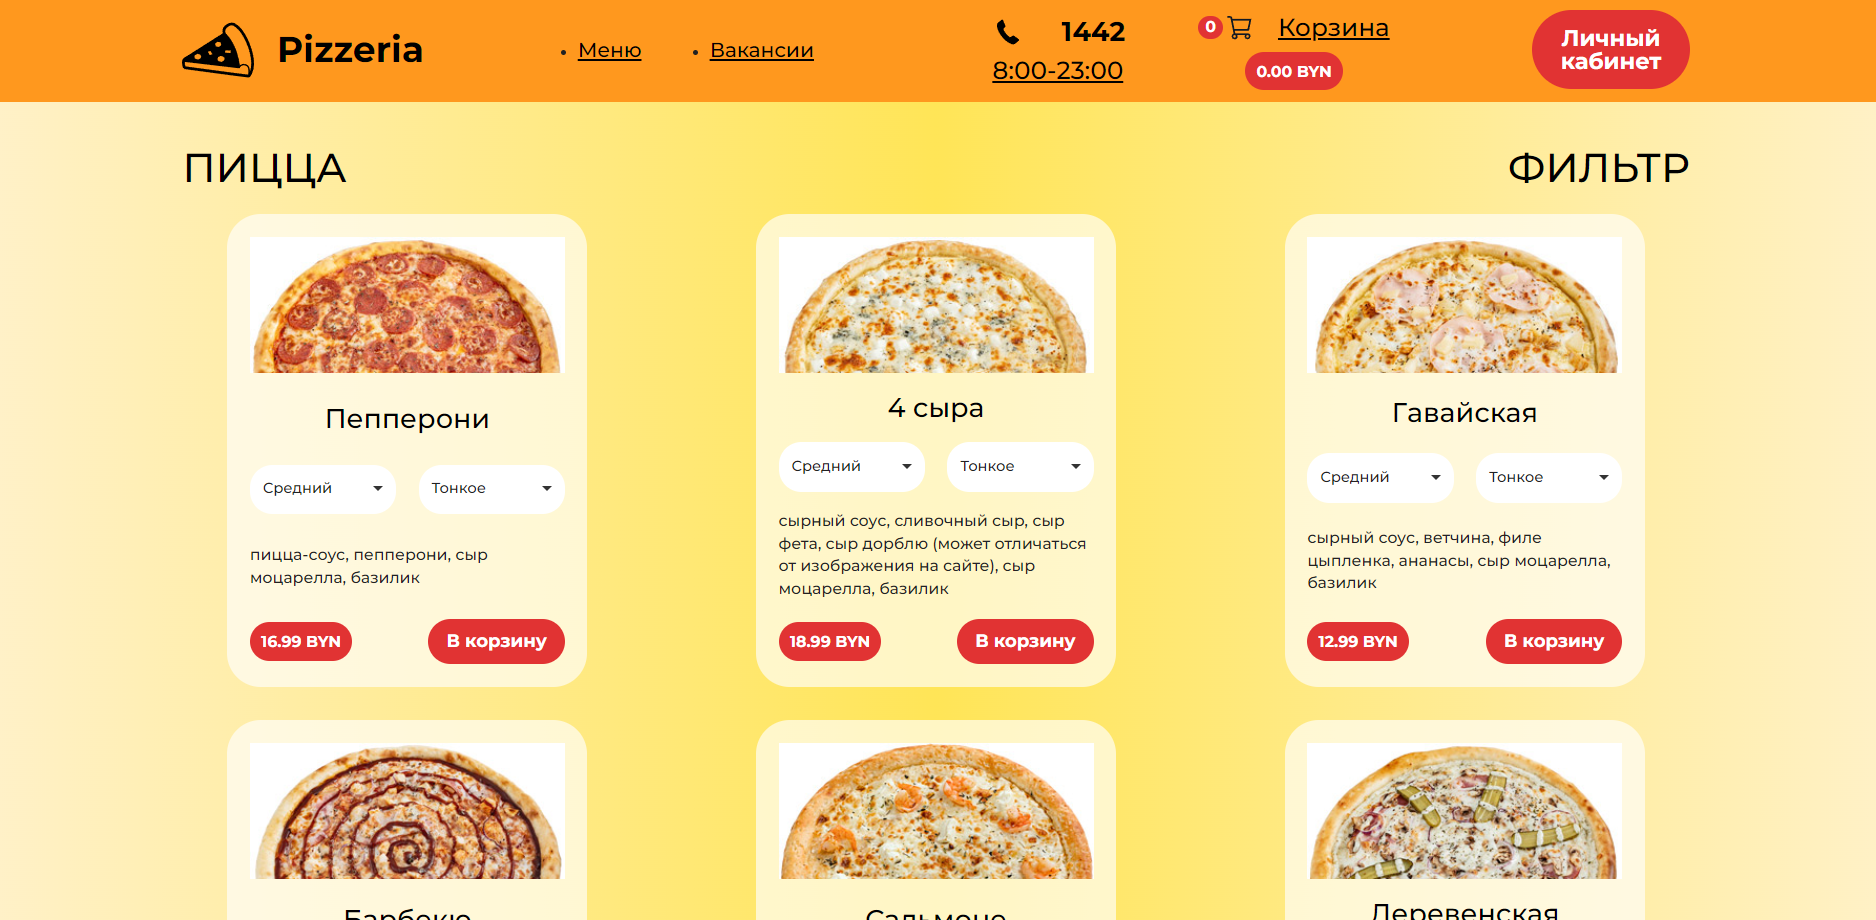 Pizzeria
Меню
Вакансии
1442
8:00-23:00
0
Корзина
0.00 BYN
Личный
кабинет
ПИЦЦА
ФИЛЬТР
Пепперони
Средний
Тонкое
пицца-соус, пепперони, сыр
моцарелла, базилик
16.99 BYN
В корзину
4 сыра
Средний
Тонкое
сырный соус, сливочный сыр, сыр
фета, сыр дорблю (может отличаться
от изображения на сайте), сыр
моцарелла, базилик
18.99 BYN
В корзину
Гавайская
Средний
Тонкое
сырный соус, ветчина, филе
цыпленка, ананасы, сыр моцарелла,
базилик
12.99 BYN
В корзину
Барбекю
Сальмоне
Деревенская